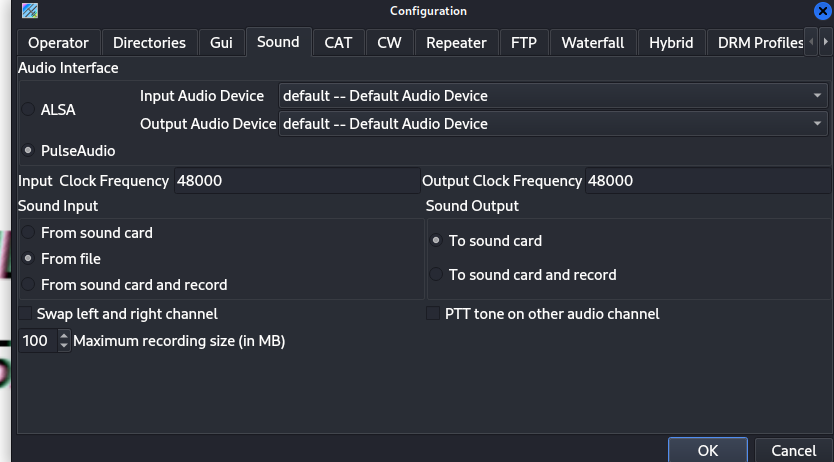 Configuration
Operator Directories Gui Sound CAT CW Repeater FTP Waterfall Hybrid DRM Profiles
Audio Interface
Input Audio Device default -- Default Audio Device
ALSA
Output Audio Device default -- Default Audio Device
PulseAudio
Input Clock Frequency 48000 Output Clock Frequency 48000
Sound Input Sound Output
From sound card
To sound card
From file
To sound card and record
From sound card and record
Swap left and right channel PTT tone on other audio channel
100 Maximum recording size (in MB)
OK Cancel